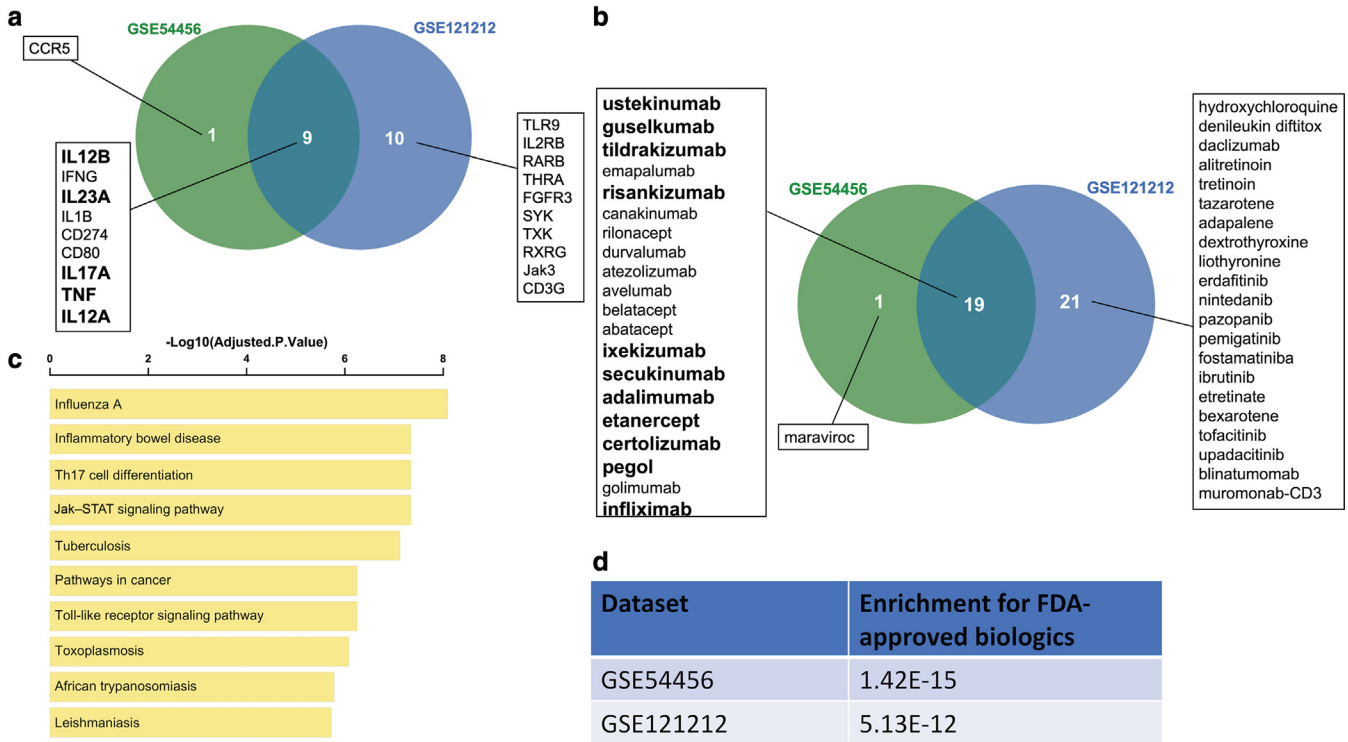 a
GSE54456
GSE121212
CCR5
1
9
10
IL12B
IFNG
IL23A
IL1B
CD274
CD80
IL17A
TNF
IL12A
TLR9
IL2RB
RARB
THRA
FGFR3
SYK
TXK
RXRG
Jak3
CD3G
b
ustekinumab
guselkumab
tildrakizumab
emapalumab
risankizumab
canakinumab
rilonacept
durvalumab
atezolizumab
avelumab
belatacept
abatacept
ixekizumab
secukinumab
adalimumab
etanercept
certolizumab
pegol
golimumab
infliximab
GSE54456
GSE121212
1
19
21
maraviroc
hydroxychloroquine
denileukin diftitox
daclizumab
alitretinoin
tretinoin
tazarotene
adapalene
dextrothyroxine
liothyronine
erdafitinib
nintedanib
pazopanib
pemigatinib
fostamatiniba
ibrutinib
etretinate
bexarotene
tofacitinib
upadacitinib
blinatumomab
muromonab-CD3
c
-Log10(Adjusted.P.Value)
0 2 4 6 8
Influenza A
Inflammatory bowel disease
Th17 cell differentiation
Jak–STAT signaling pathway
Tuberculosis
Pathways in cancer
Toll-like receptor signaling pathway
Toxoplasmosis
African trypanosomiasis
Leishmaniasis
d
Dataset Enrichment for FDA-
approved biologics
GSE54456 1.42E-15
GSE121212 5.13E-12